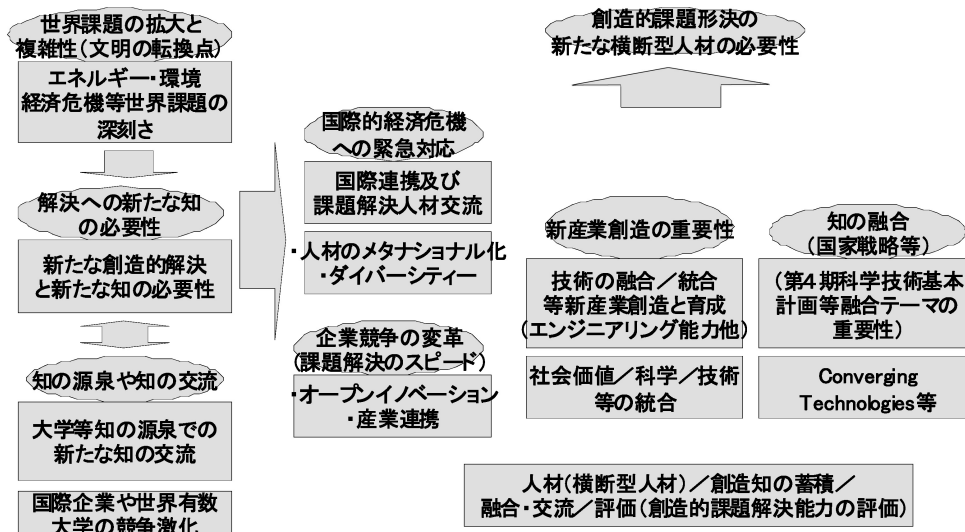 世界課題の拡大と
複雑性(文明の転換点)
エネルギー・環境
経済危機等世界課題の
深刻さ
解決への新たな知
の必要性
新たな創造的解決
と新たな知の必要性
知の源泉や知の交流
大学等知の源泉での
新たな知の交流
国際企業や世界有数
大学の競争激化
国際的経済危機
への緊急対応
国際連携及び
課題解決人材交流
・人材のメタナショナル化
・ダイバーシティー
企業競争の変革
(課題解決のスピード)
・オープンイノベーション
・産業連携
創造的課題形決の
新たな横断型人材の必要性
新産業創造の重要性
技術の融合／統合
等新産業創造と育成
(エンジニアリング能力他)
社会価値／科学／技術
等の統合
知の融合
(国家戦略等)
(第4期科学技術基本
計画等融合テーマの
重要性)
Converging
Technologies等
人材(横断型人材)／創造知の蓄積／
融合・交流／評価(創造的課題解決能力の評価)